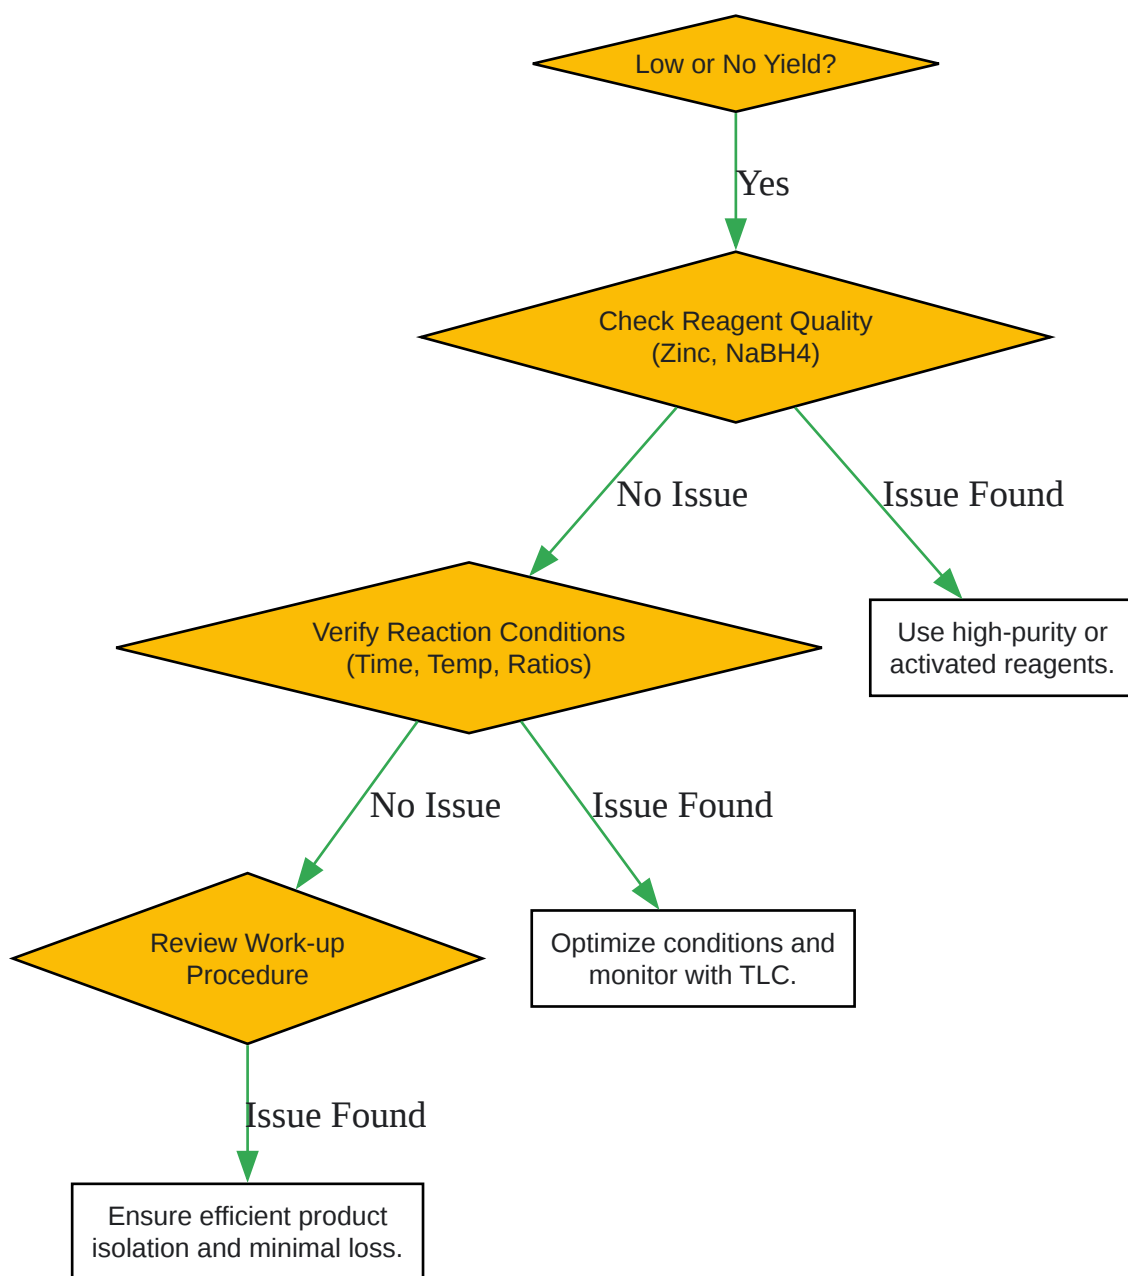 Low or No Yield?
Yes
Check Reagent Quality
(Zinc, NaBH4)
No Issue
Issue Found
Use high-purity or
activated reagents.
Verify Reaction Conditions
(Time, Temp, Ratios)
No Issue
Issue Found
Review Work-up
Procedure
Optimize conditions and
monitor with TLC.
Issue Found
Ensure efficient product
isolation and minimal loss.